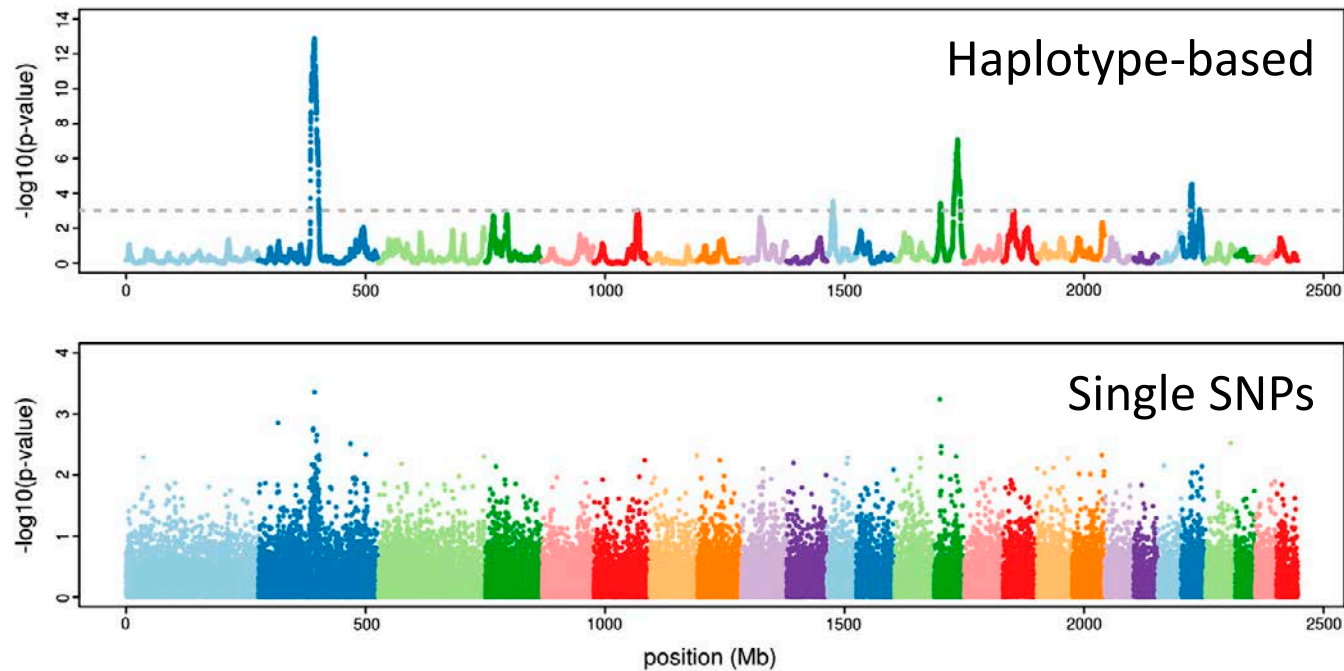 Haplotype-based
-log10(p-value)
14
12
10
8
6
4
2
0
0 500 1000 1500 2000 2500
Single SNPs
-log10(p-value)
4
3
2
1
0
0 500 1000 1500 2000 2500
position (Mb)